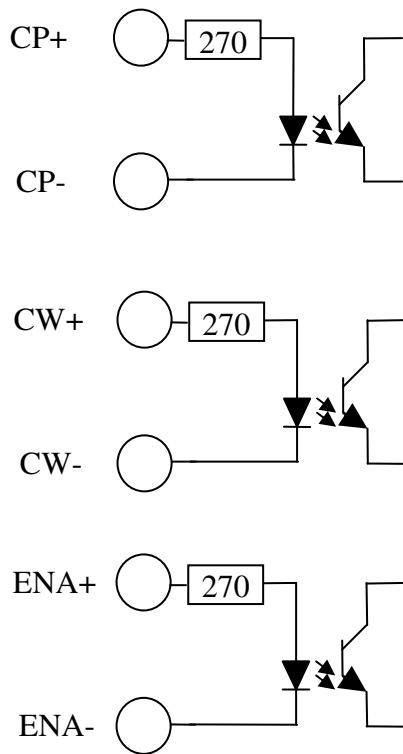 CP+ 270
CP-
CW+ 270
CW-
ENA+ 270
ENA-